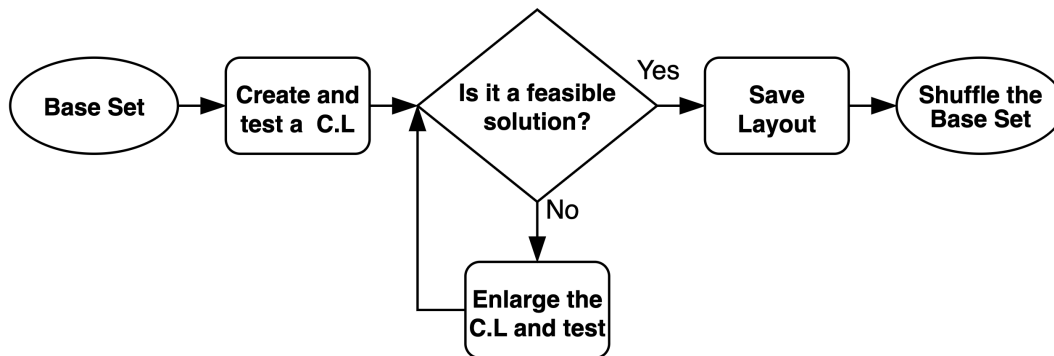 Base Set
Create and
test a C.L
Is it a feasible
solution?
Yes
Save
Layout
Shuffle the
Base Set
No
Enlarge the
C.L and test